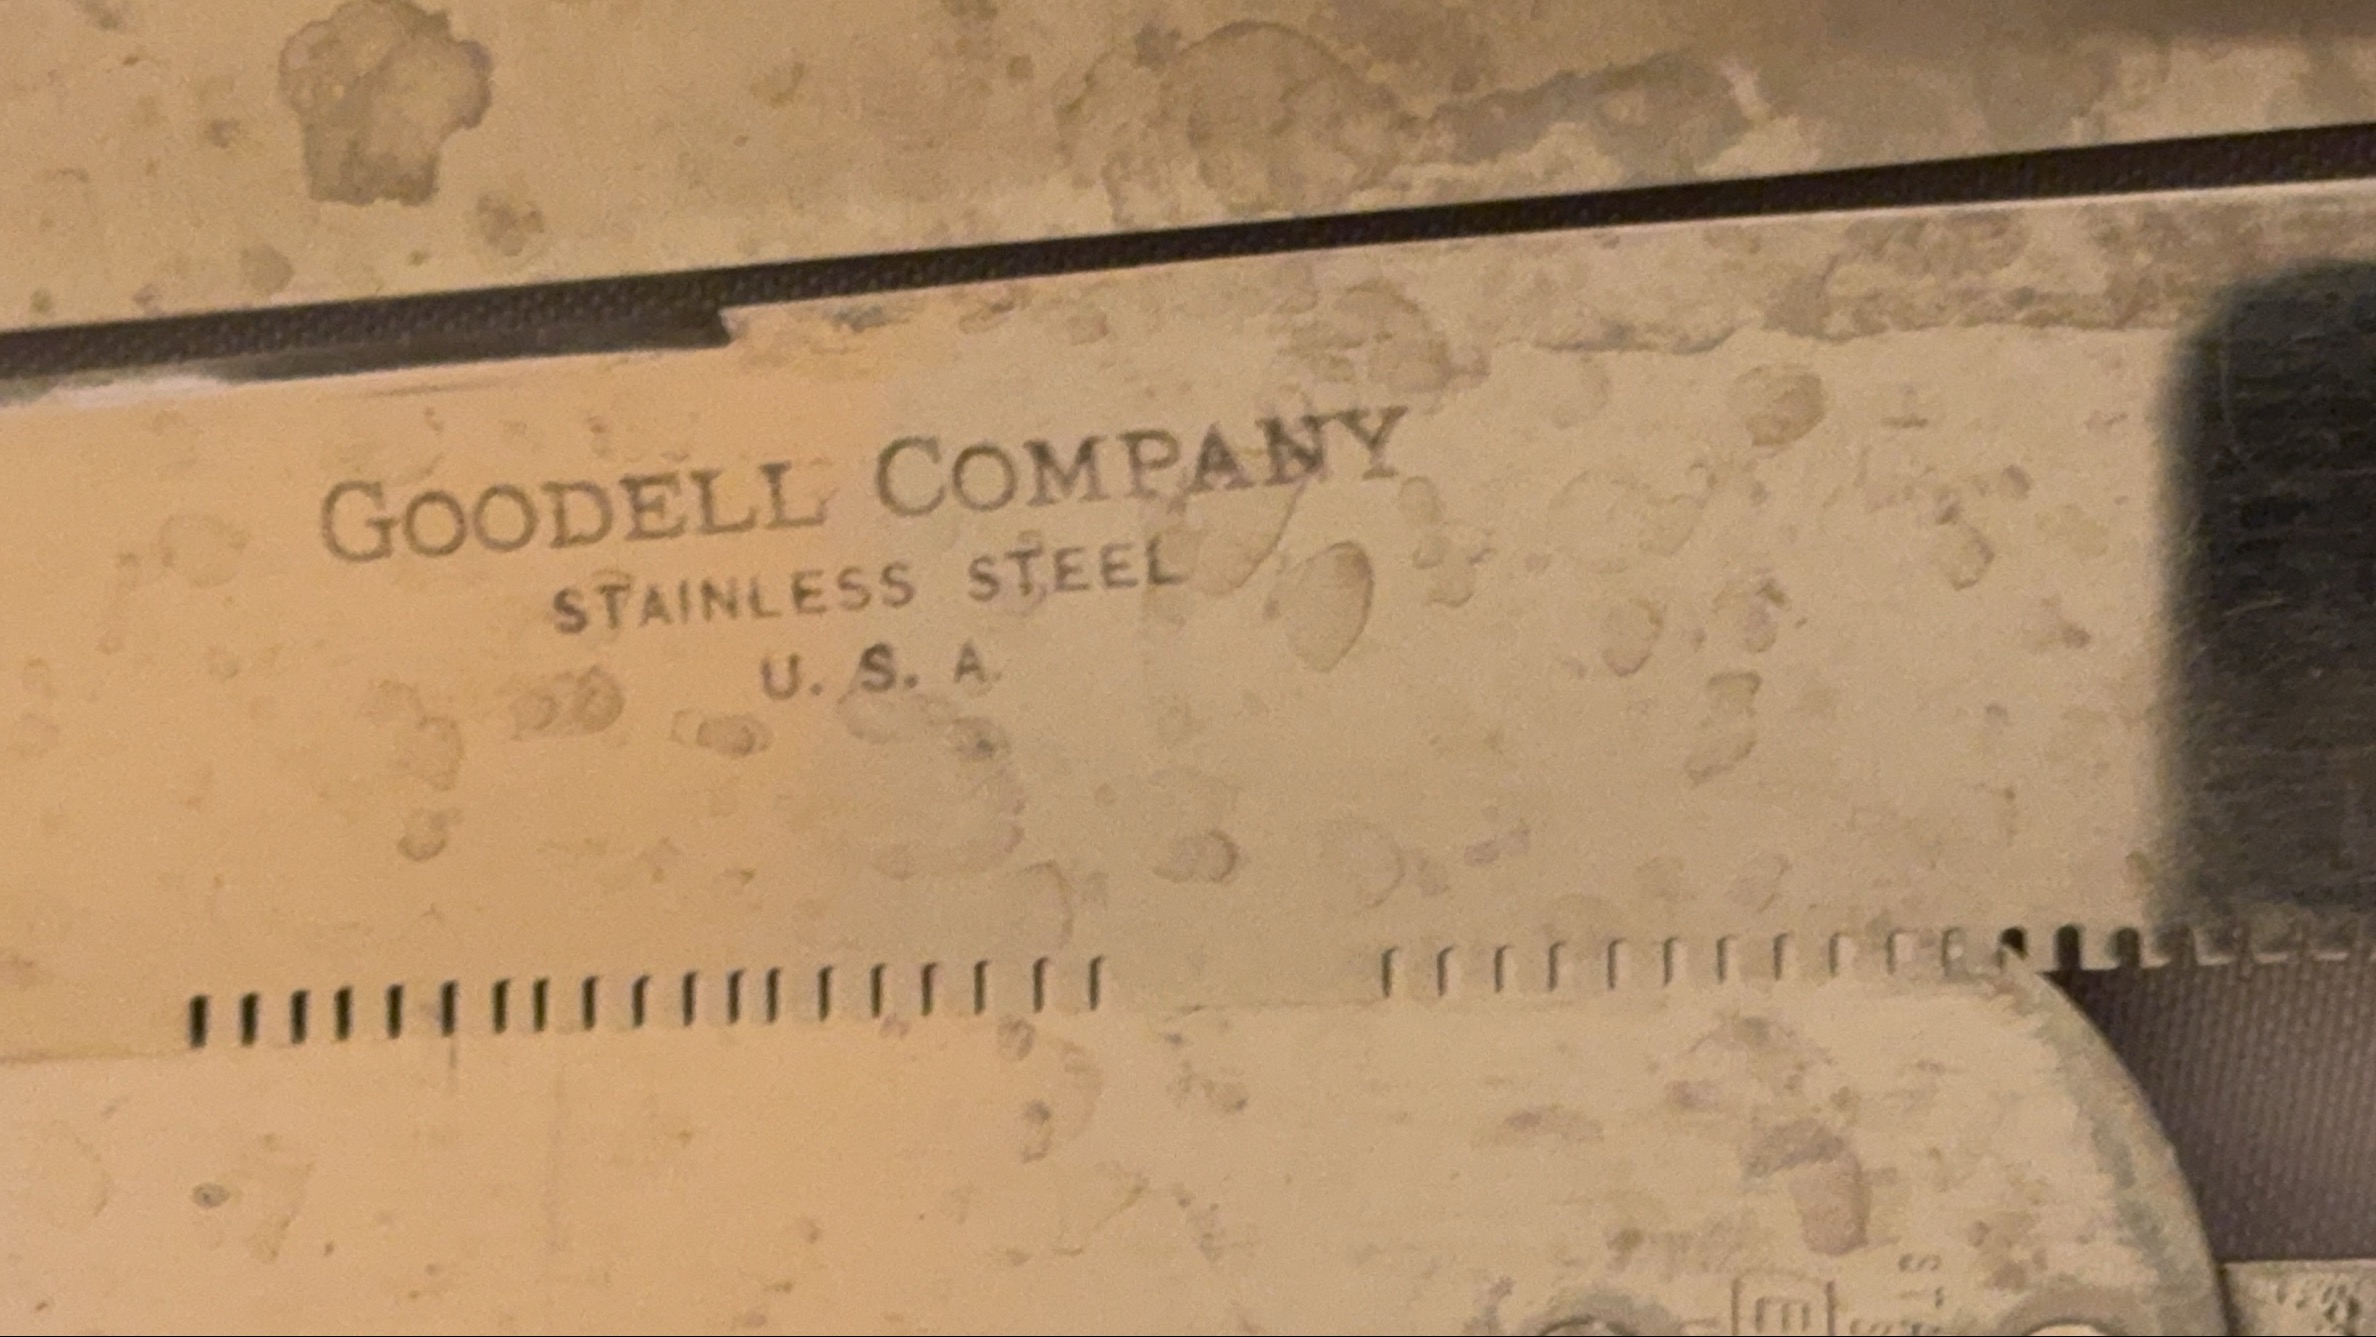 GOODELL COMPANY
STAINLESS STEEL
U. S. A.